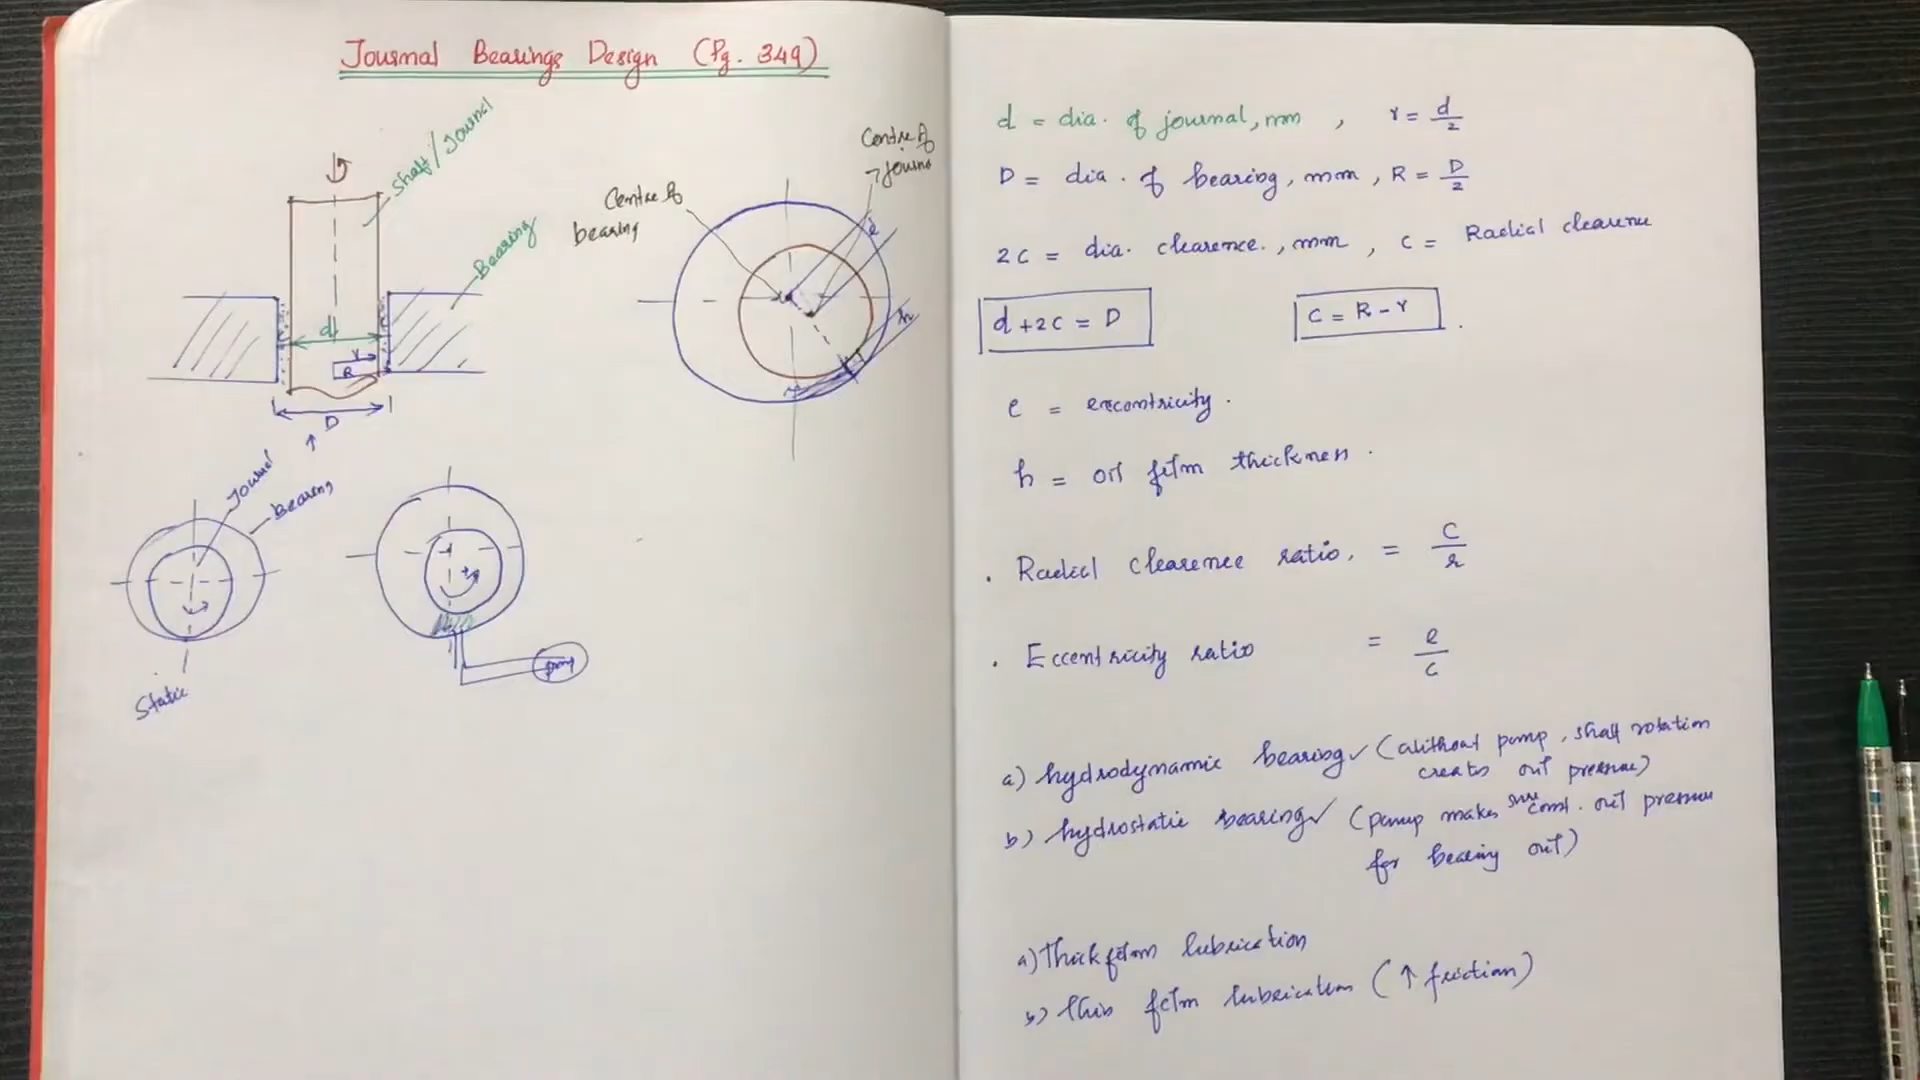 Journal Bearings Design (Pg. 349)
shaft/Journal
Bearing
d
r
R
D
Centre of
bearing
Centre of
Journ
e
h
Journal
bearing
Static
pump
d = dia. of journal, mm , r = d/2
D = dia. of bearing, mm , R = D/2
2C = dia. clearence., mm , C = Radial clearence
d + 2C = D
C = R - r
e = eccentricity.
h = oil film thickness.
. Radial clearence ratio, = C/r
. Eccentricity ratio = e/c
a) hydrodynamic bearing ✓ (without pump, shaft rotation
creates oil pressure)
b) hydrostatic bearing ✓ (pump makes sure const. oil pressure
for bearing oil)
a) Thick film lubrication
b) thin film lubrication (↑ friction)